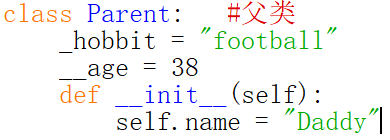 class Parent:  #父类
    _hobbit = "football"
    __age = 38
    def __init__(self):
        self.name = "Daddy"